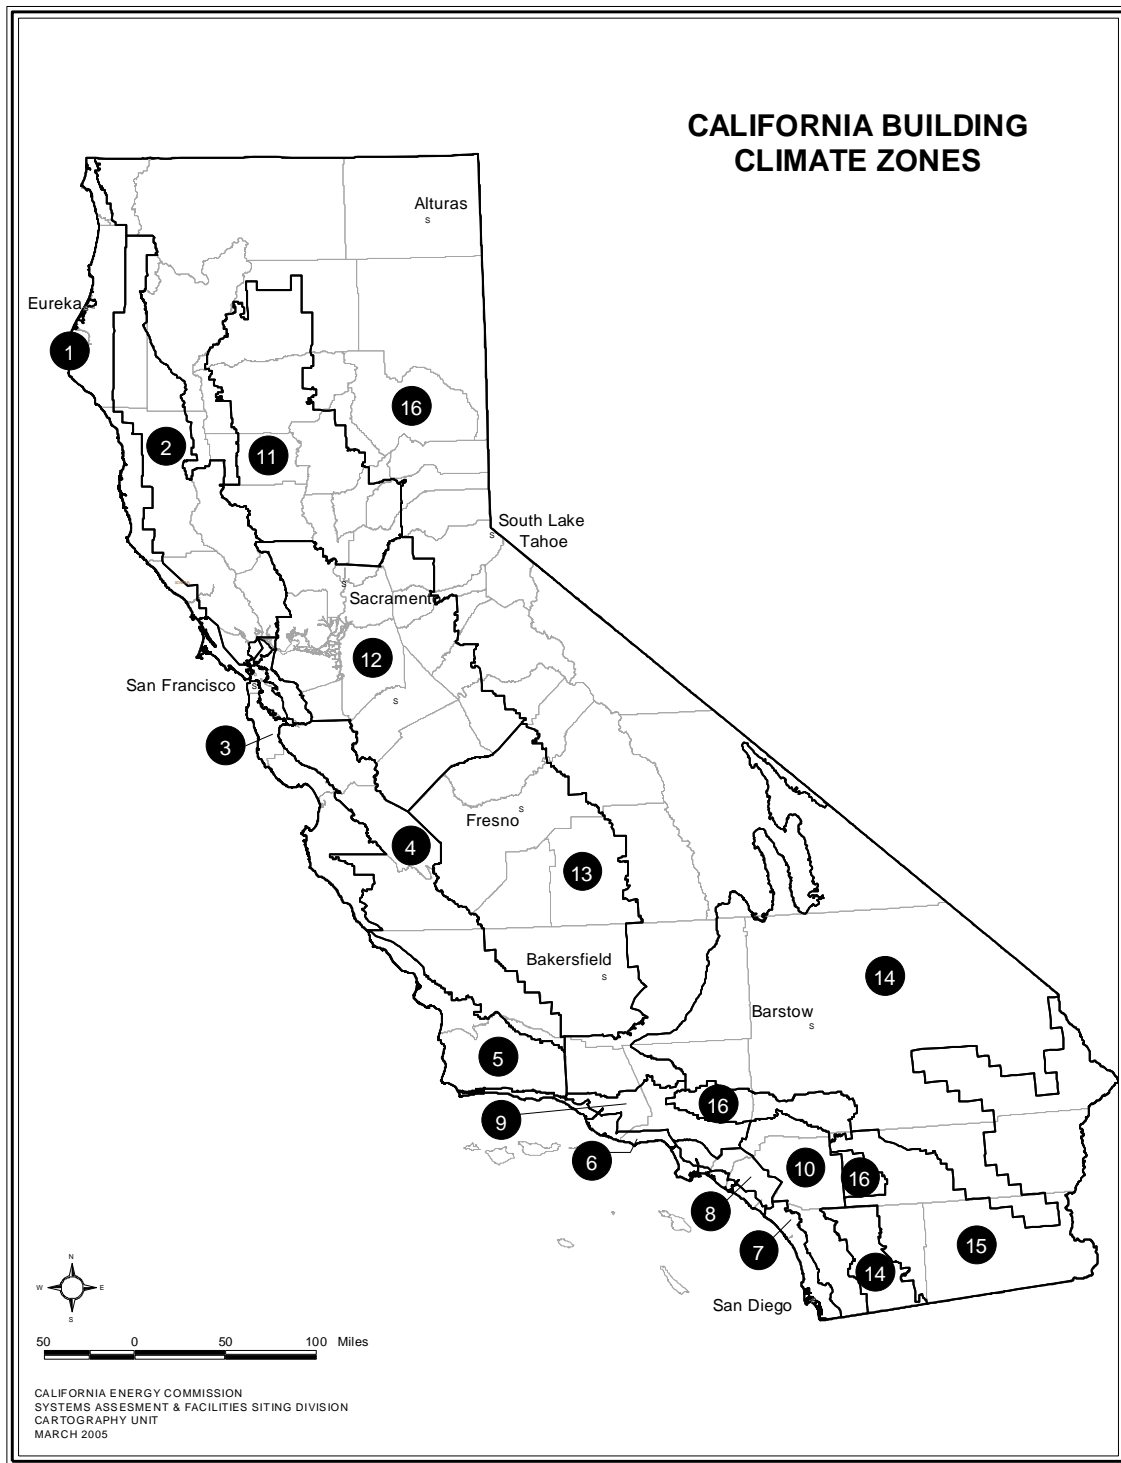 CALIFORNIA BUILDING
CLIMATE ZONES
Alturas
S
Eureka
1
16
2
11
South Lake
Tahoe
S
S
Sacramento
12
San Francisco
S
S
3
Fresno
S
4
13
Bakersfield
S
14
Barstow
S
5
16
9
6
10
16
8
7
15
14
San Diego
N
W
E
S
50 0 50 100 Miles
CALIFORNIA ENERGY COMMISSION
SYSTEMS ASSESMENT & FACILITIES SITING DIVISION
CARTOGRAPHY UNIT
MARCH 2005